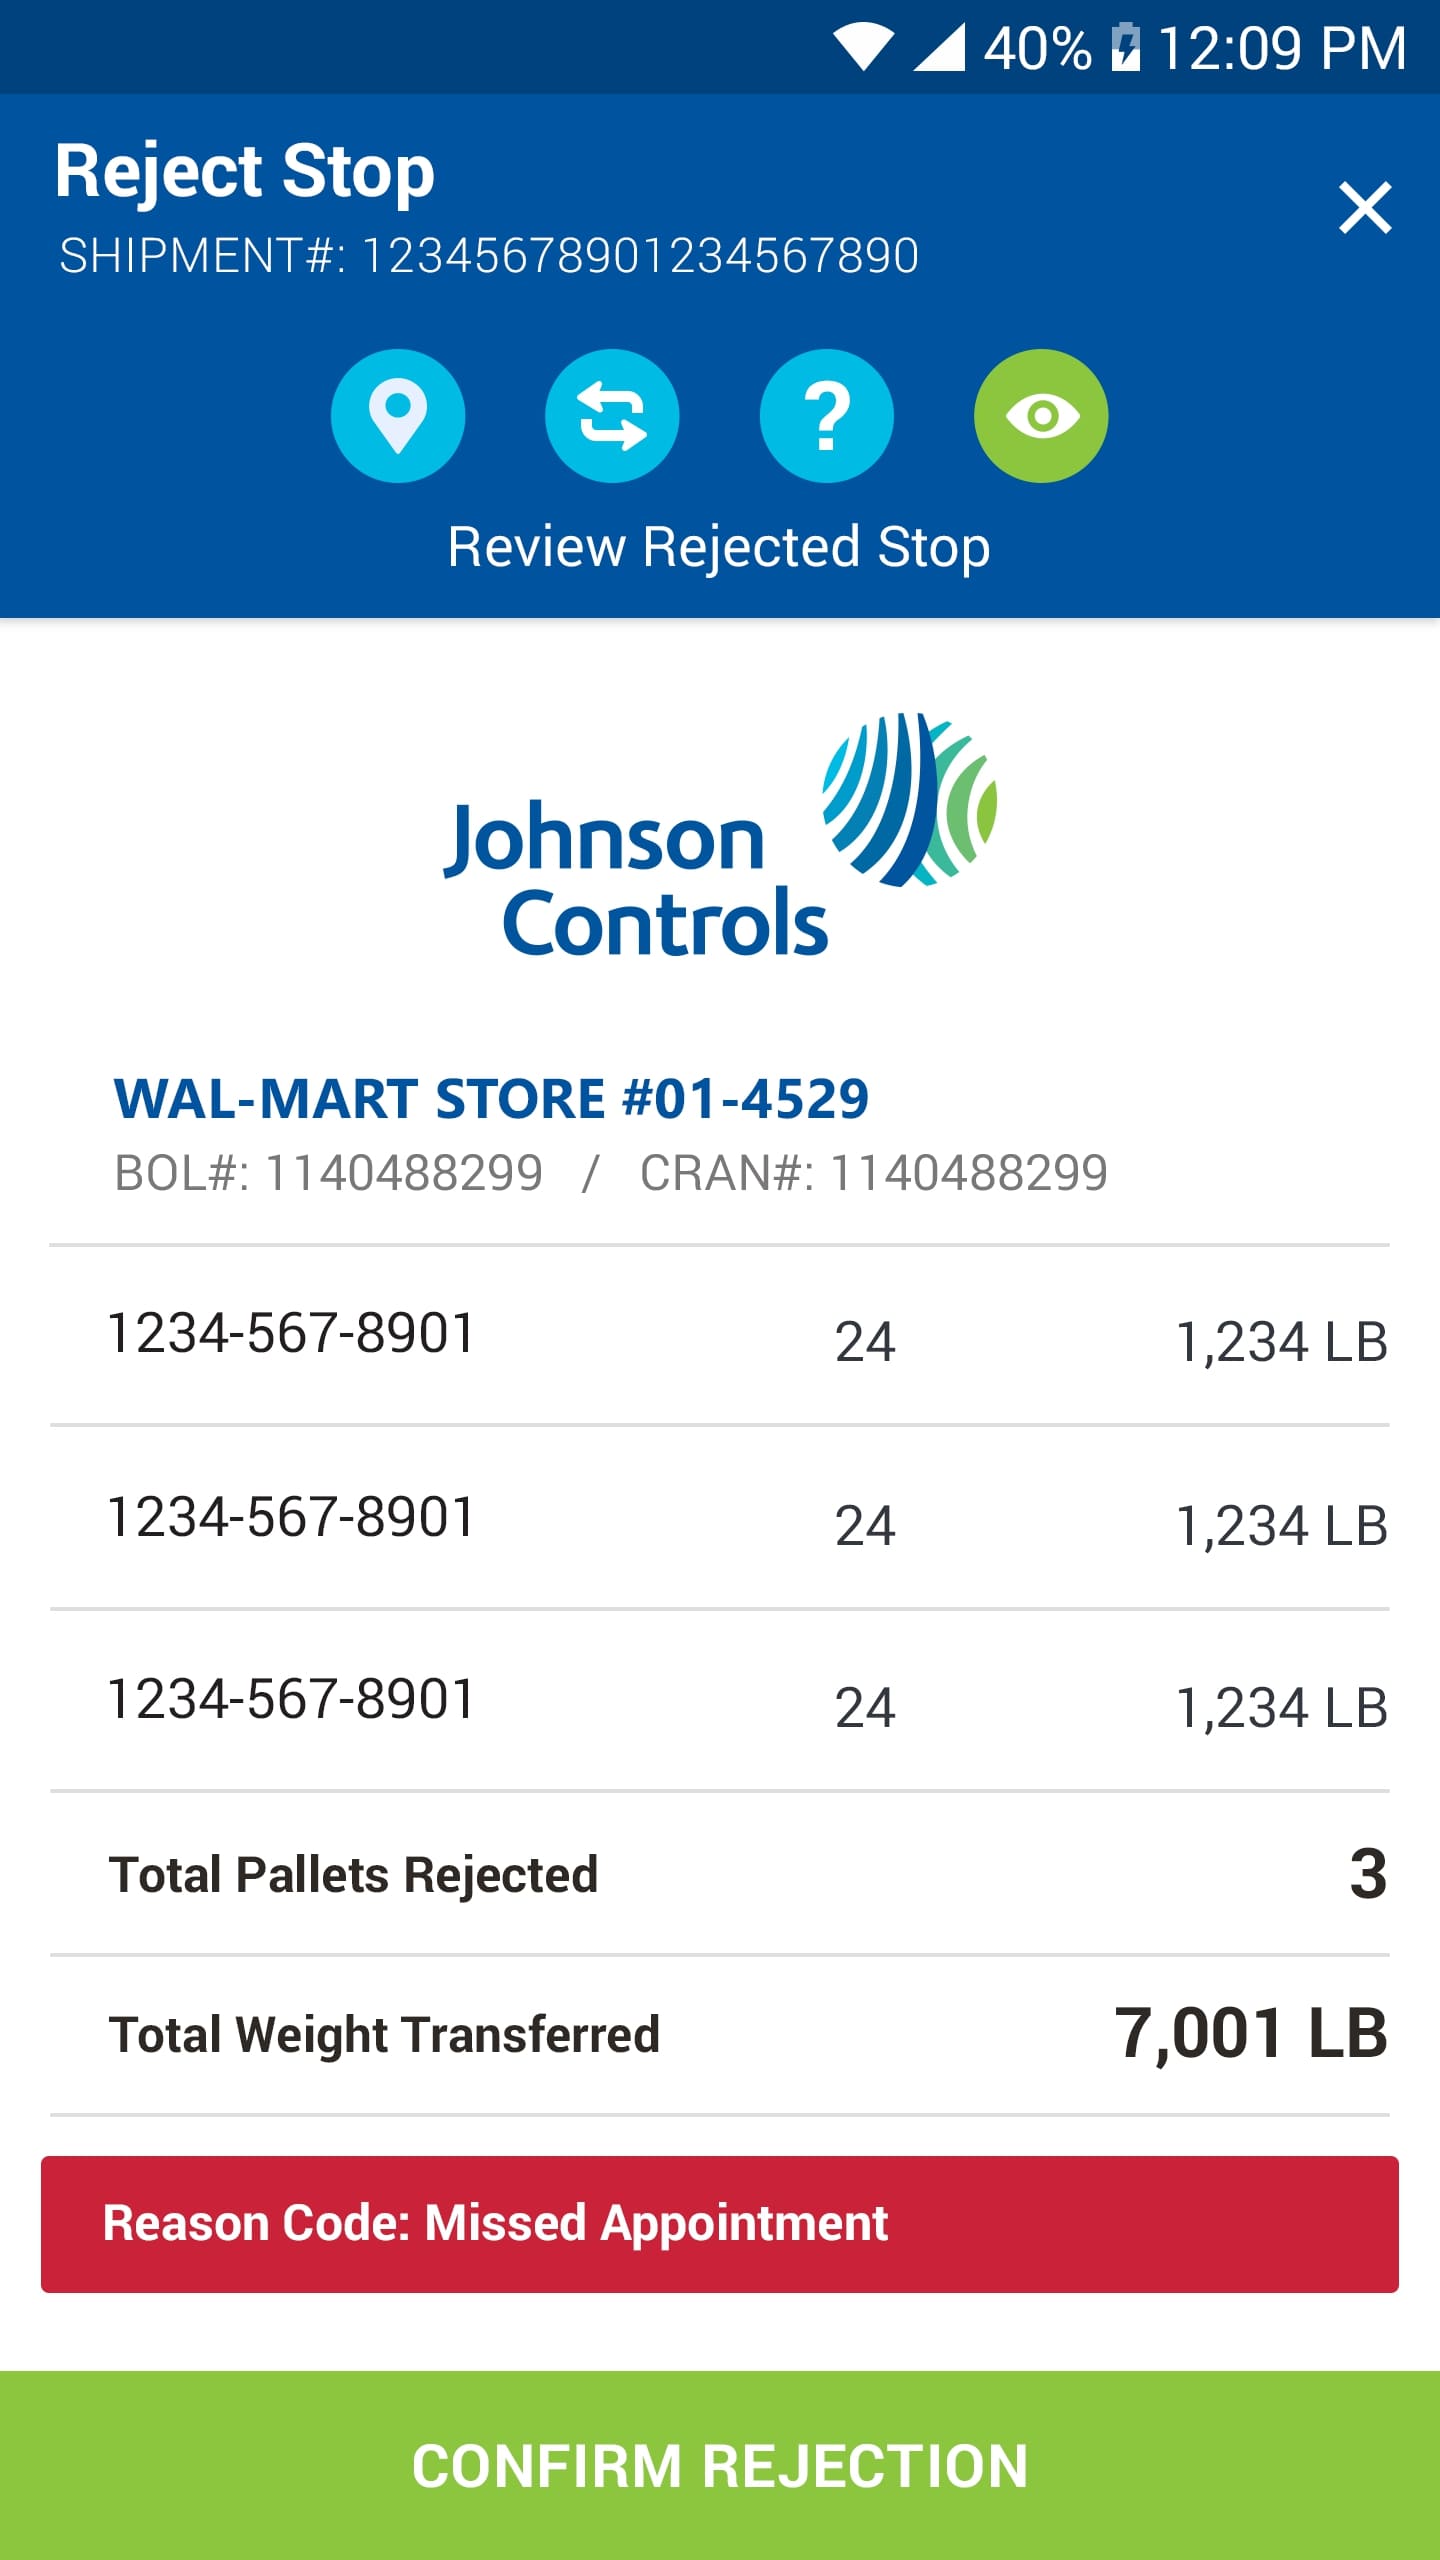 40% 12:09 PM
Reject Stop
SHIPMENT#: 12345678901234567890
?
Review Rejected Stop
Johnson
Controls
WAL-MART STORE #01-4529
BOL#: 1140488299 / CRAN#: 1140488299
1234-567-8901 24 1,234 LB
1234-567-8901 24 1,234 LB
1234-567-8901 24 1,234 LB
Total Pallets Rejected 3
Total Weight Transferred 7,001 LB
Reason Code: Missed Appointment
CONFIRM REJECTION